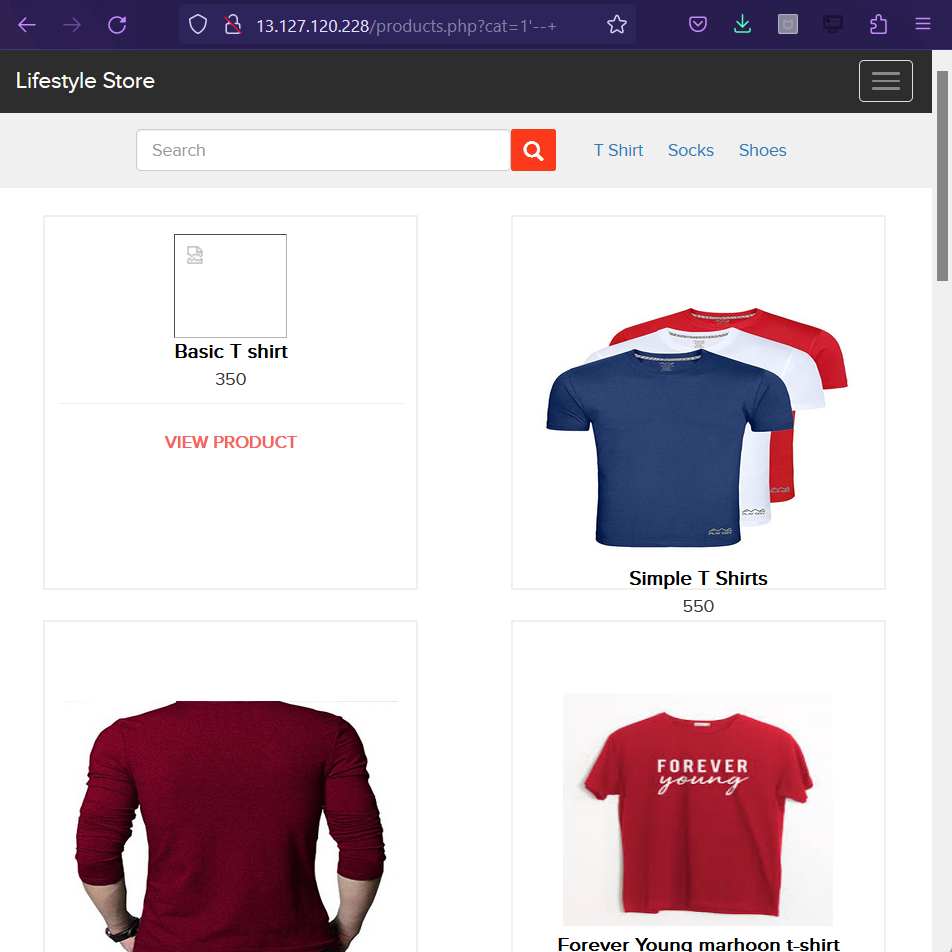 13.127.120.228/products.php?cat=1'--+
Lifestyle Store
Search
T Shirt Socks Shoes
Basic T shirt
350
VIEW PRODUCT
Simple T Shirts
550
FOREVER
young
Forever Young marhoon t-shirt